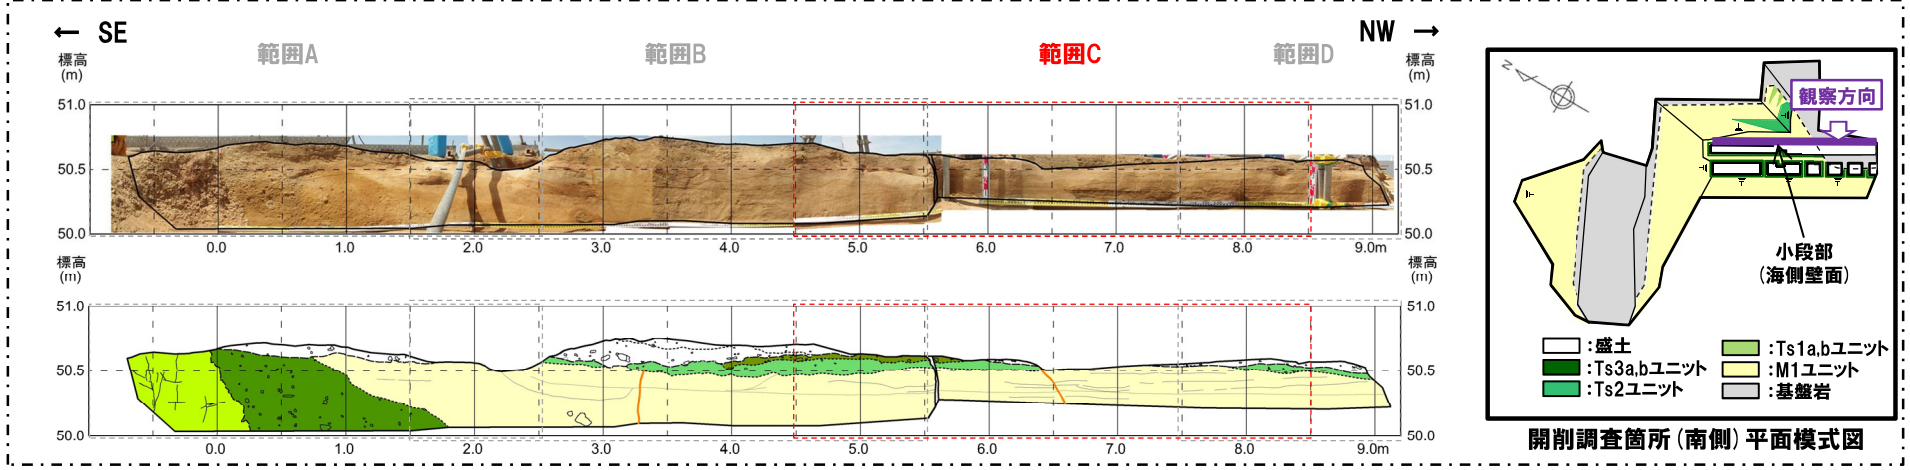 ← SE
NW →
範囲A
範囲B
範囲C
範囲D
標高
(m)
標高
(m)
51.0
50.5
50.0
51.0
50.5
50.0
0.0 1.0 2.0 3.0 4.0 5.0 6.0 7.0 8.0 9.0m
標高
(m)
標高
(m)
51.0
50.5
50.0
51.0
50.5
50.0
0.0 1.0 2.0 3.0 4.0 5.0 6.0 7.0 8.0 9.0m
N
観察方向
小段部
(海側壁面)
:盛土
:Ts3a,bユニット
:Ts2ユニット
:Ts1a,bユニット
:M1ユニット
:基盤岩
開削調査箇所(南側)平面模式図